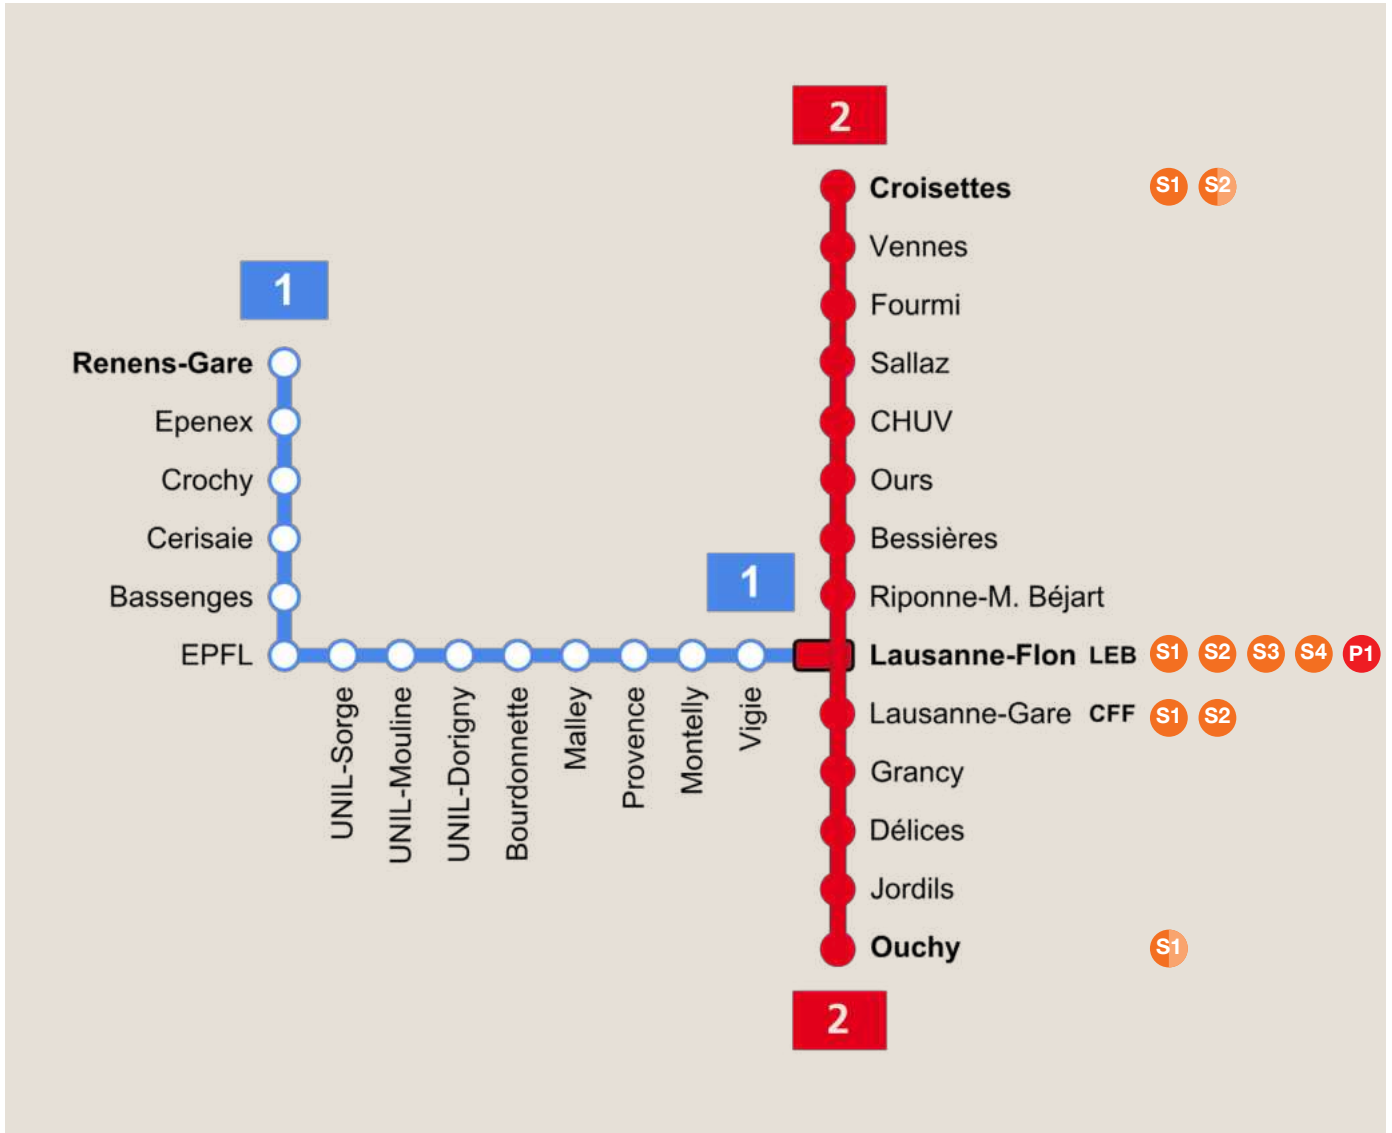 2
Croisettes S1 S2
Vennes
Fourmi
Sallaz
CHUV
Ours
Bessières
Riponne-M. Béjart
Lausanne-Flon LEB S1 S2 S3 S4 P1
Lausanne-Gare CFF S1 S2
Grancy
Délices
Jordils
Ouchy S1
2
1
Renens-Gare
Epenex
Crochy
Cerisaie
Bassenges
EPFL
UNIL-Sorge
UNIL-Mouline
UNIL-Dorigny
Bourdonnette
Malley
Provence
Montelly
Vigie
1